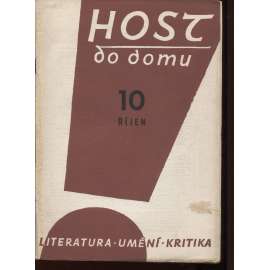 HOST
do domu
10
ŘÍJEN
LITERATURA · UMĚNÍ · KRITIKA